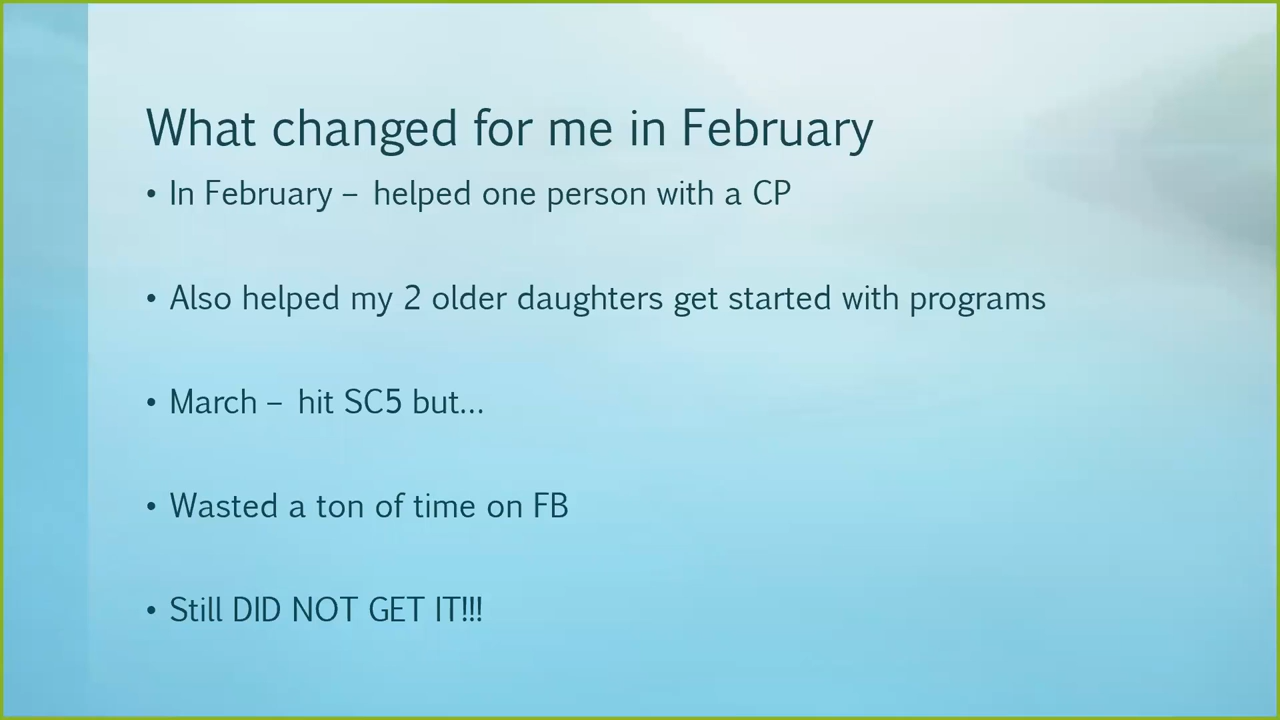 What changed for me in February
• In February – helped one person with a CP
• Also helped my 2 older daughters get started with programs
• March – hit SC5 but...
• Wasted a ton of time on FB
• Still DID NOT GET IT!!!